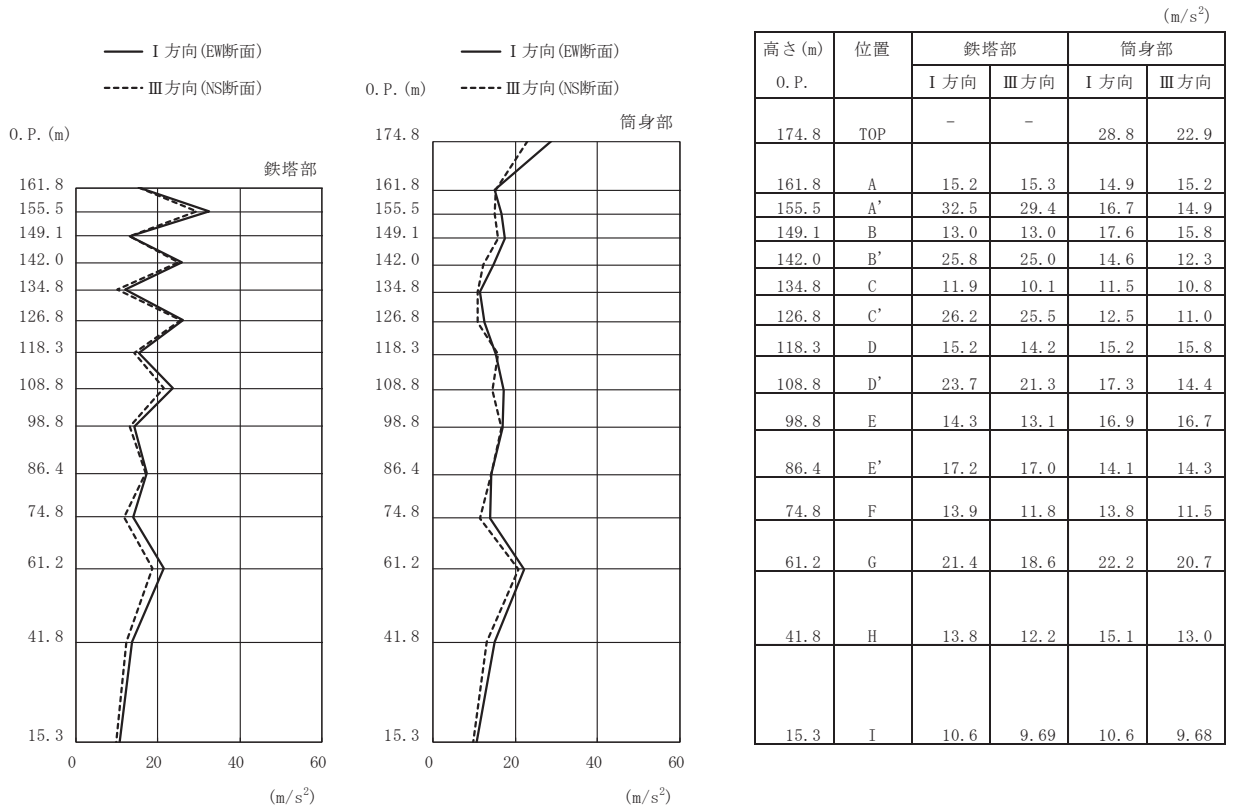 Ⅰ方向(EW断面)
Ⅲ方向(NS断面)
O.P.(m)
鉄塔部
161.8
155.5
149.1
142.0
134.8
126.8
118.3
108.8
98.8
86.4
74.8
61.2
41.8
15.3
0 20 40 60
(m/s²)
Ⅰ方向(EW断面)
Ⅲ方向(NS断面)
O.P.(m)
筒身部
174.8
161.8
155.5
149.1
142.0
134.8
126.8
118.3
108.8
98.8
86.4
74.8
61.2
41.8
15.3
0 20 40 60
(m/s²)
(m/s²)
高さ(m) 位置 鉄塔部 筒身部
O.P. Ⅰ方向 Ⅲ方向 Ⅰ方向 Ⅲ方向
174.8 TOP － － 28.8 22.9
161.8 A 15.2 15.3 14.9 15.2
155.5 A' 32.5 29.4 16.7 14.9
149.1 B 13.0 13.0 17.6 15.8
142.0 B' 25.8 25.0 14.6 12.3
134.8 C 11.9 10.1 11.5 10.8
126.8 C' 26.2 25.5 12.5 11.0
118.3 D 15.2 14.2 15.2 15.8
108.8 D' 23.7 21.3 17.3 14.4
98.8 E 14.3 13.1 16.9 16.7
86.4 E' 17.2 17.0 14.1 14.3
74.8 F 13.9 11.8 13.8 11.5
61.2 G 21.4 18.6 22.2 20.7
41.8 H 13.8 12.2 15.1 13.0
15.3 I 10.6 9.69 10.6 9.68